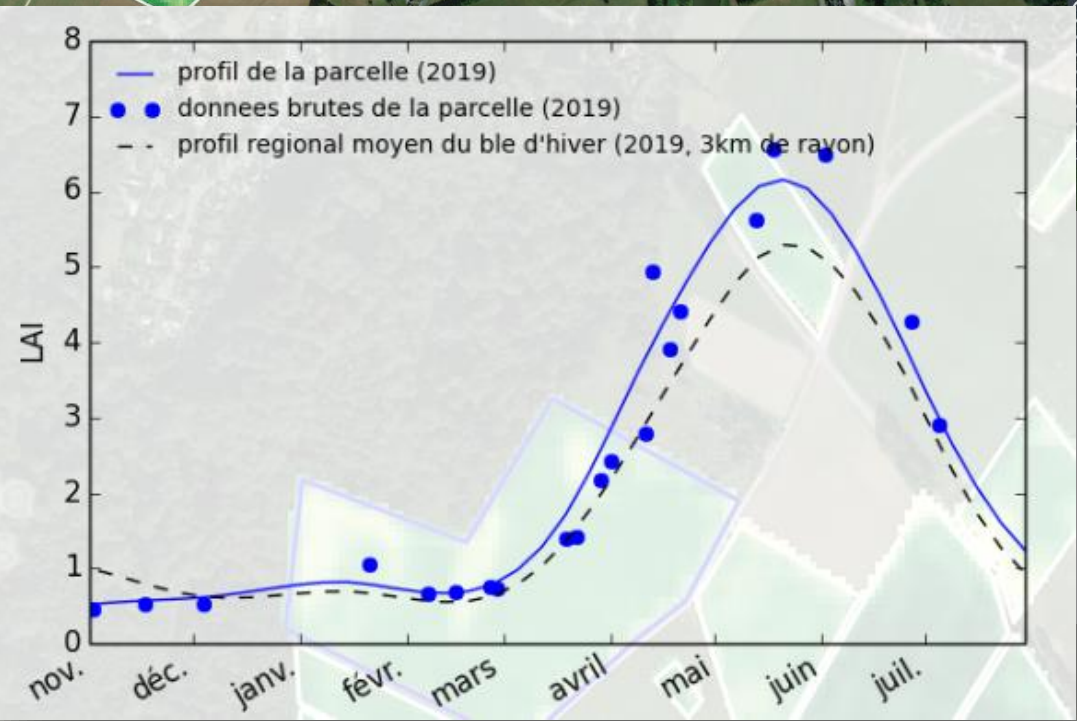 8
profil de la parcelle (2019)
7
donnees brutes de la parcelle (2019)
profil regional moyen du ble d'hiver (2019, 3km de rayon)
6
5
LAI
4
3
2
1
0
nov. déc. janv. févr. mars avril mai juin juil.